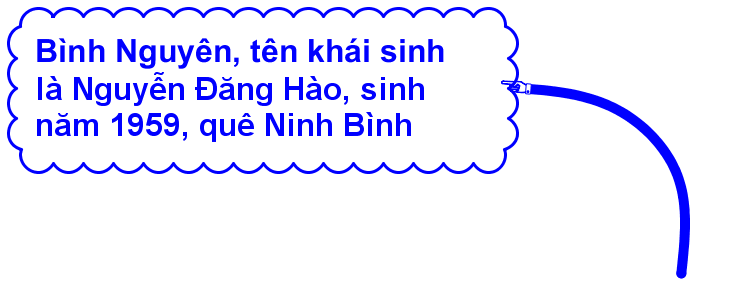 Bình Nguyên, tên khái sinh
là Nguyễn Đăng Hào, sinh
năm 1959, quê Ninh Bình